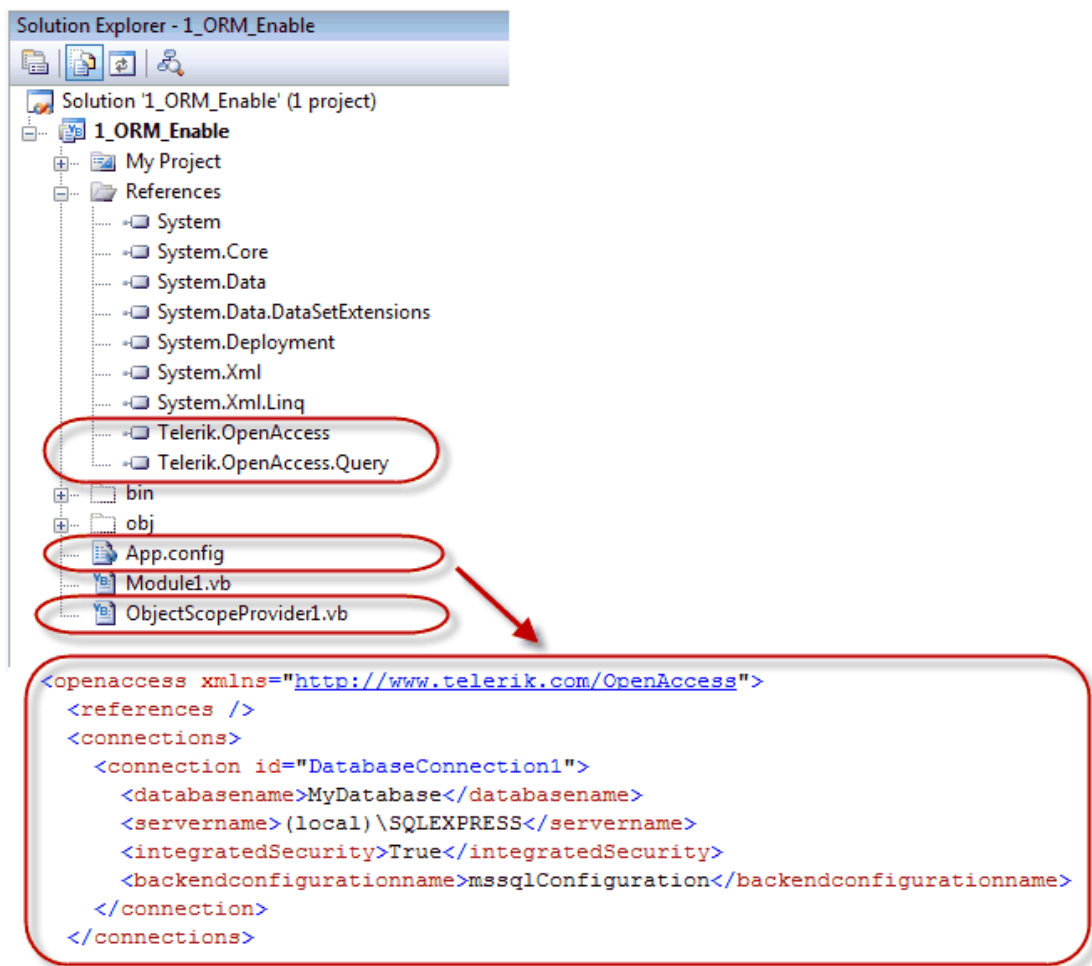 Solution Explorer - 1_ORM_Enable
Solution '1_ORM_Enable' (1 project)
1_ORM_Enable
My Project
References
System
System.Core
System.Data
System.Data.DataSetExtensions
System.Deployment
System.Xml
System.Xml.Linq
Telerik.OpenAccess
Telerik.OpenAccess.Query
bin
obj
App.config
Module1.vb
ObjectScopeProvider1.vb
<openaccess xmlns="http://www.telerik.com/OpenAccess">
<references />
<connections>
<connection id="DatabaseConnection1">
<databasename>MyDatabase</databasename>
<servername>(local)\SQLEXPRESS</servername>
<integratedSecurity>True</integratedSecurity>
<backendconfigurationname>mssqlConfiguration</backendconfigurationname>
</connection>
</connections>